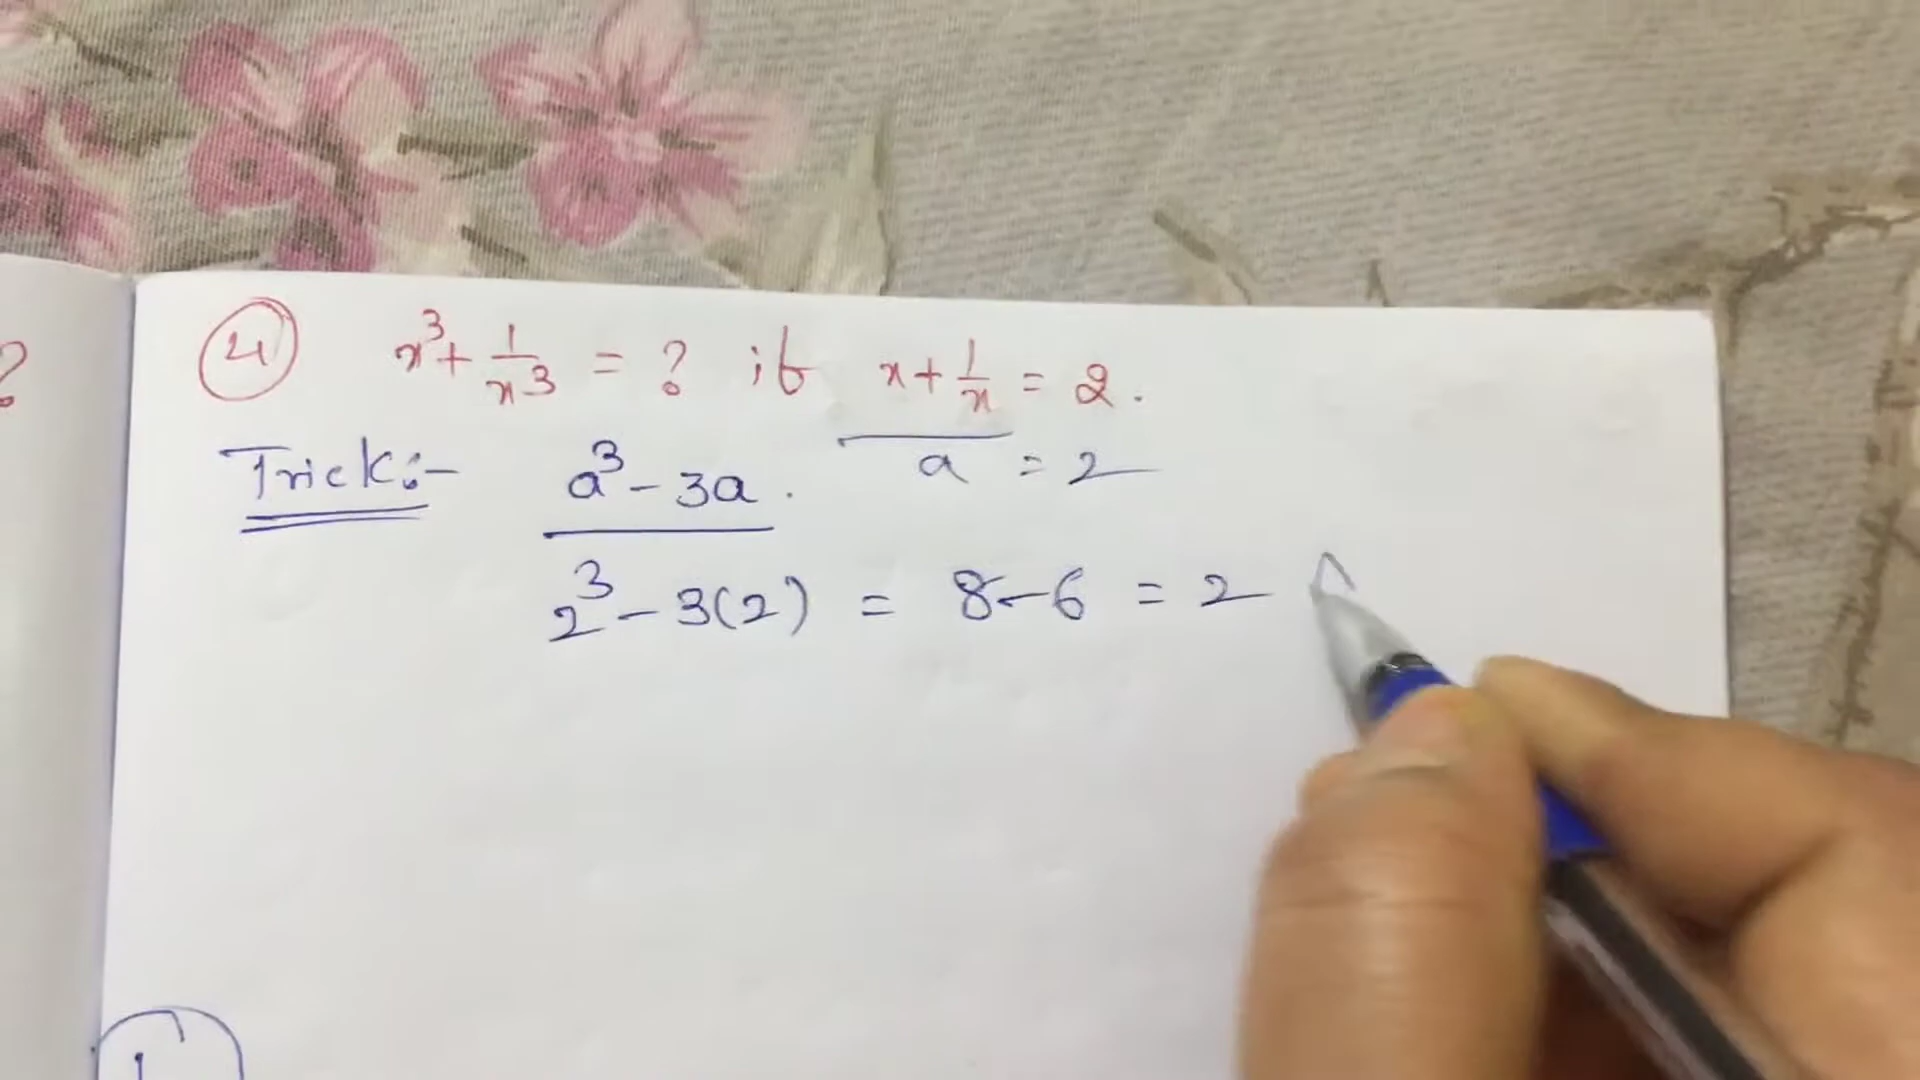 ?
4 x³ + 1/x³ = ? if x + 1/x = 2.
Trick:- a³ - 3a. a = 2
2³ - 3(2) = 8 - 6 = 2